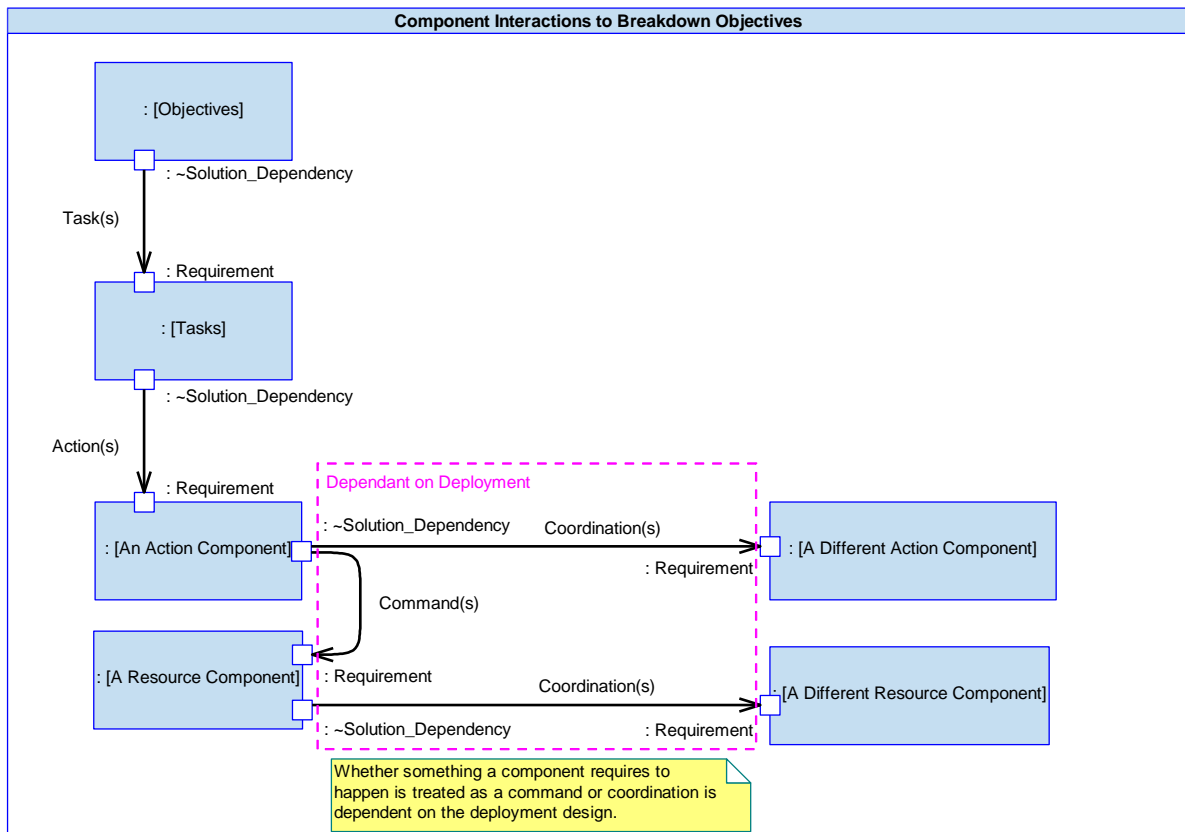 Component Interactions to Breakdown Objectives
: [Objectives]
: ~Solution_Dependency
Task(s)
: Requirement
: [Tasks]
: ~Solution_Dependency
Action(s)
: Requirement
Dependant on Deployment
: ~Solution_Dependency
Coordination(s)
: [An Action Component]
: [A Different Action Component]
: Requirement
Command(s)
: [A Resource Component]
: Requirement
Coordination(s)
: [A Different Resource Component]
: ~Solution_Dependency
: Requirement
Whether something a component requires to
happen is treated as a command or coordination is
dependent on the deployment design.